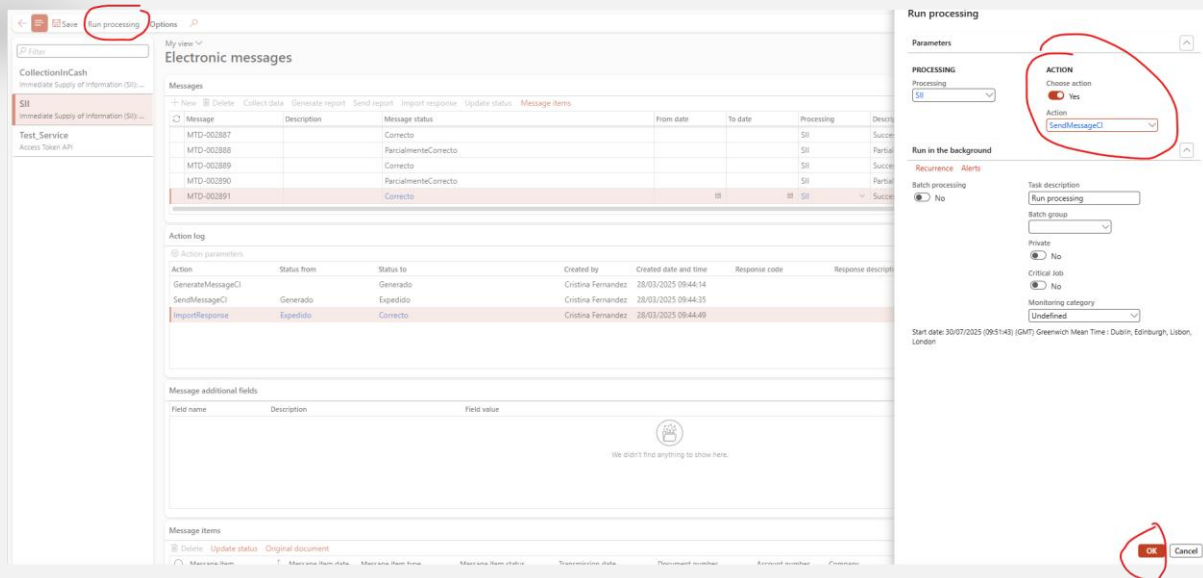 Save Run processing Options
Filter
CollectionInCash
Immediate Supply of Information (SII): ...
SII
Immediate Supply of Information (SII): ...
Test_Service
Access Token API
My view
Electronic messages
Messages
New Delete Collect data Generate report Send report Import response Update status Message items
Message Description Message status From date To date Processing Descrip
MTD-002887 Correcto SII Succes
MTD-002888 ParcialmenteCorrecto SII Partial
MTD-002889 Correcto SII Succes
MTD-002890 ParcialmenteCorrecto SII Partial
MTD-002891 Correcto SII Succes
Action log
Action parameters
Action Status from Status to Created by Created date and time Response code Response descripti
GenerateMessageCI Generado Cristina Fernandez 28/03/2025 09:44:14
SendMessageCI Generado Expedido Cristina Fernandez 28/03/2025 09:44:35
ImportResponse Expedido Correcto Cristina Fernandez 28/03/2025 09:44:49
Message additional fields
Field name Description Field value
We didn't find anything to show here.
Message items
Delete Update status Original document
Message item Message item date Message item type Message item status Transmission date Document number Account number Company
Run processing
Parameters
PROCESSING ACTION
Processing Choose action
SII Yes
Action
SendMessageCI
Run in the background
Recurrence Alerts
Batch processing Task description
No Run processing
Batch group
Private
No
Critical Job
No
Monitoring category
Undefined
Start date: 30/07/2025 (09:51:43) (GMT) Greenwich Mean Time : Dublin, Edinburgh, Lisbon,
London
OK Cancel